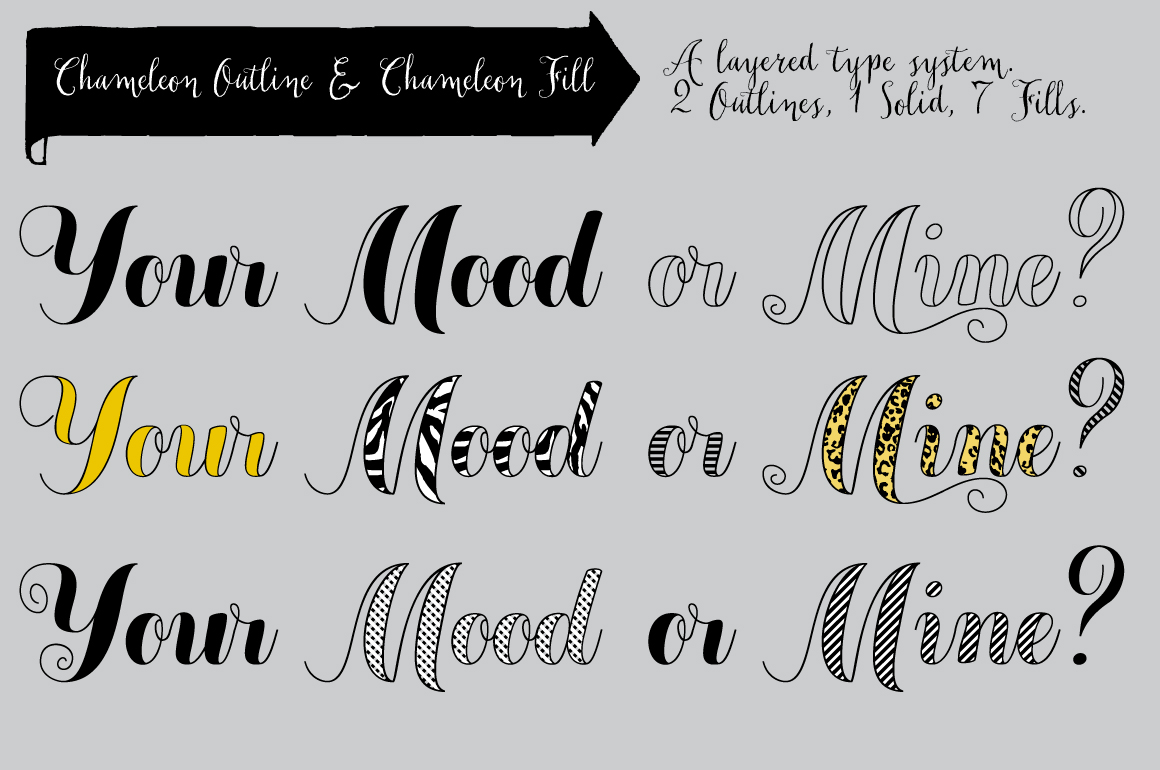 Chameleon Outline & Chameleon Fill
A layered type system.
2 Outlines, 1 Solid, 7 Fills.
Your Mood or Mine?
Your Mood or Mine?
Your Mood or Mine?